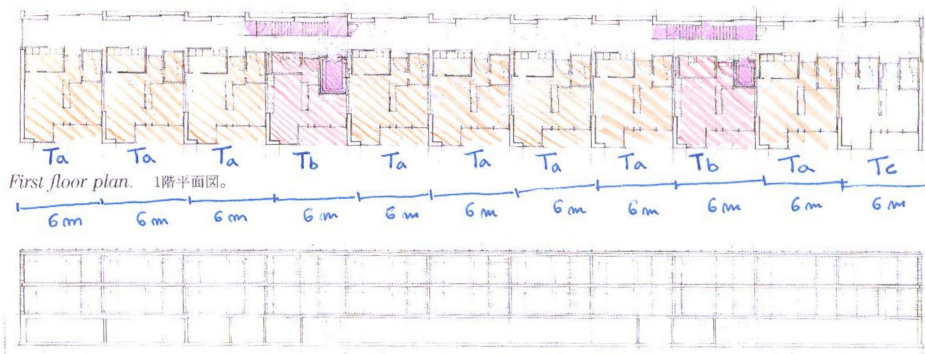 Ta Ta Ta Tb Ta Ta Ta Ta Tb Ta Tc
First floor plan. 1階平面図。
6m 6m 6m 6m 6m 6m 6m 6m 6m 6m 6m